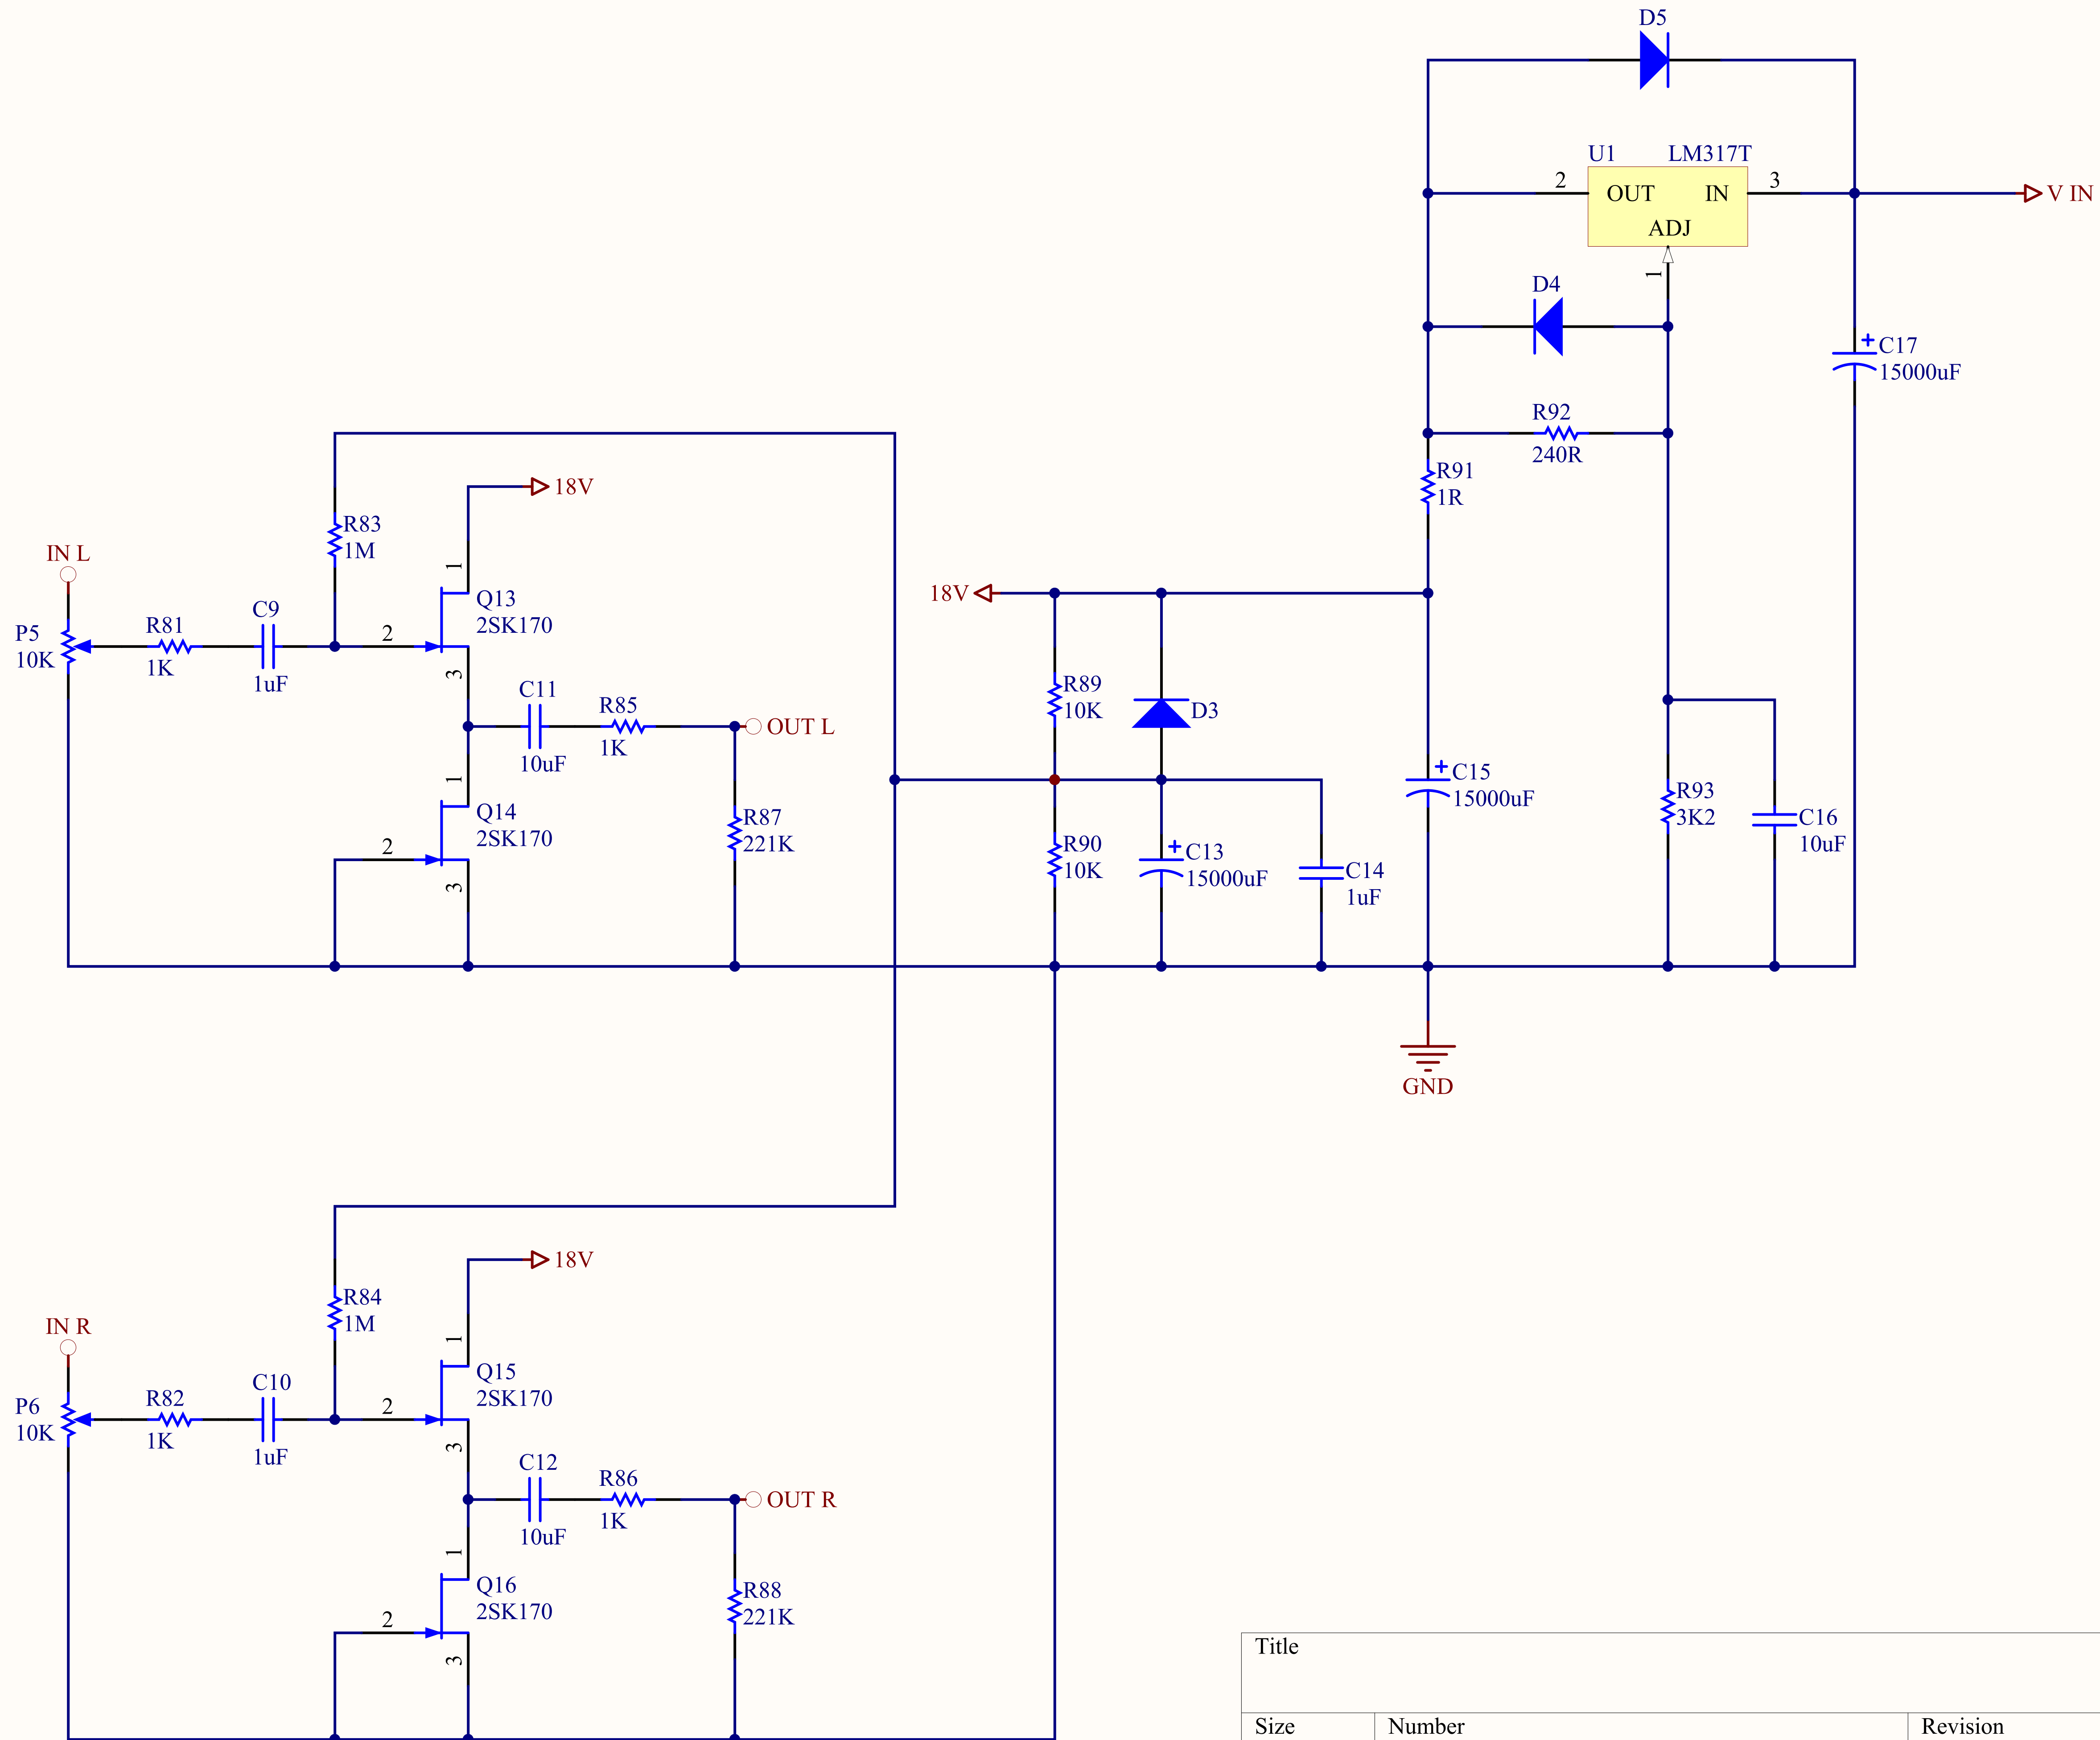 D5
U1 LM317T
2 OUT IN 3 V IN
ADJ
1
D4
C17
15000uF
R92
240R
R91
1R
18V
R83
1M
IN L
1
Q13
2SK170
P5
10K
R81
1K
C9
1uF
2
3
C11
10uF
R85
1K
OUT L
1
Q14
2SK170
2
3
R87
221K
18V
R89
10K
D3
R90
10K
C13
15000uF
C14
1uF
C15
15000uF
R93
3K2
C16
10uF
GND
18V
R84
1M
IN R
1
Q15
2SK170
P6
10K
R82
1K
C10
1uF
2
3
C12
10uF
R86
1K
OUT R
1
Q16
2SK170
2
3
R88
221K
Title
Size Number Revision